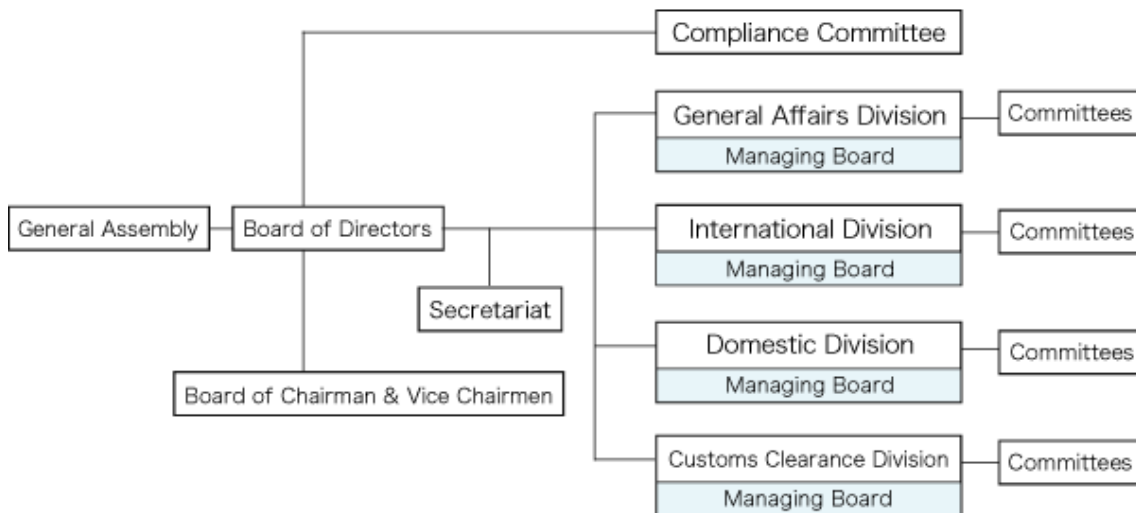 Compliance Committee
General Affairs Division
Managing Board
Committees
General Assembly
Board of Directors
International Division
Managing Board
Committees
Secretariat
Domestic Division
Managing Board
Committees
Board of Chairman & Vice Chairmen
Customs Clearance Division
Managing Board
Committees